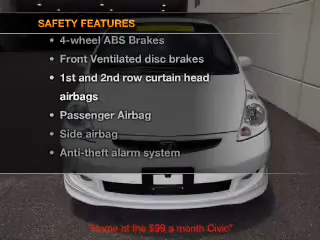 SAFETY FEATURES
• 4-wheel ABS Brakes
• Front Ventilated disc brakes
• 1st and 2nd row curtain head
airbags
• Passenger Airbag
• Side airbag
• Anti-theft alarm system
"Home of the $99 a month Civic"